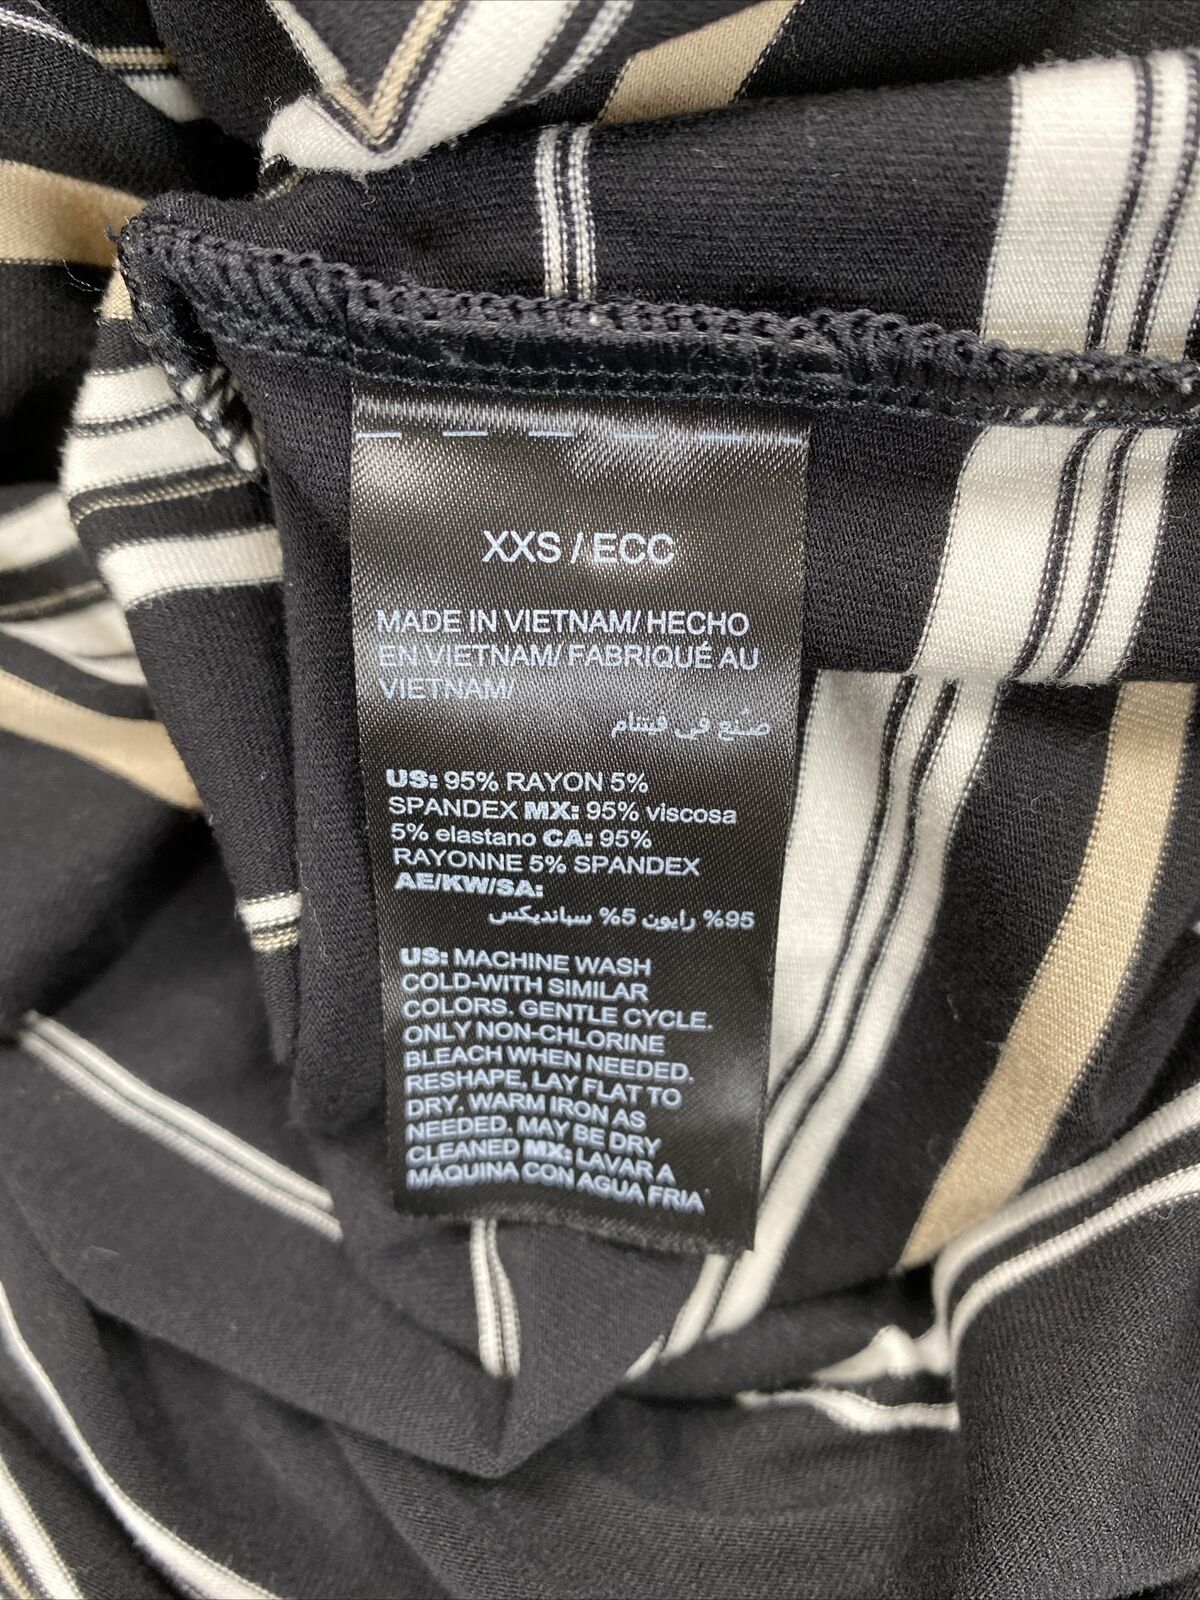 XXS / ECC
MADE IN VIETNAM/ HECHO
EN VIETNAM/ FABRIQUÉ AU
VIETNAM/
صنع في فيتنام
US: 95% RAYON 5%
SPANDEX MX: 95% viscosa
5% elastano CA: 95%
RAYONNE 5% SPANDEX
AE/KW/SA:
95% رايون 5% سبانديكس
US: MACHINE WASH
COLD-WITH SIMILAR
COLORS. GENTLE CYCLE.
ONLY NON-CHLORINE
BLEACH WHEN NEEDED.
RESHAPE, LAY FLAT TO
DRY. WARM IRON AS
NEEDED. MAY BE DRY
CLEANED MX: LAVAR A
MÁQUINA CON AGUA FRIA